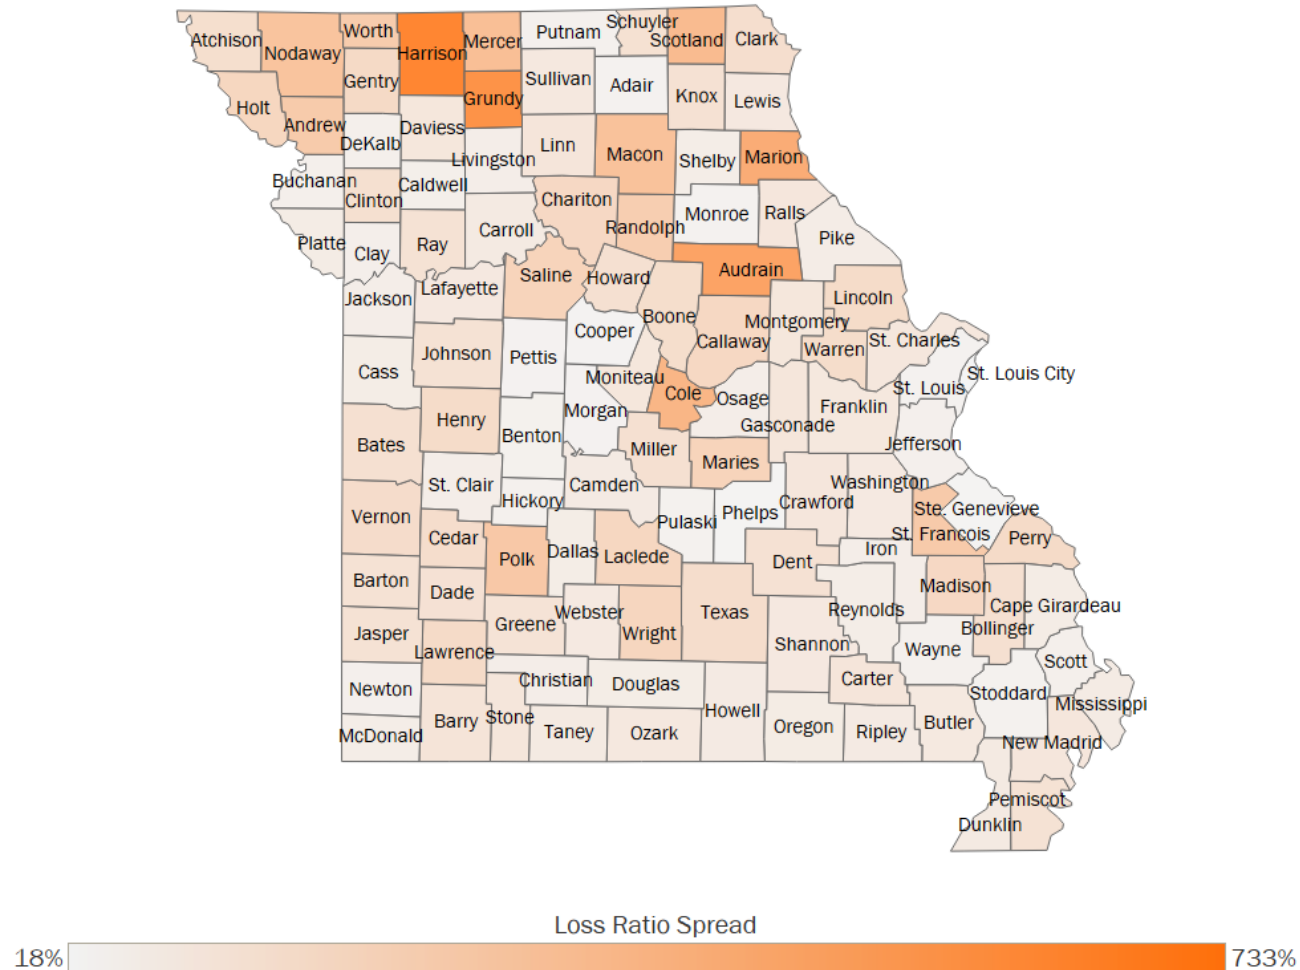 Schuyler
Atchison
Nodaway
Worth
Harrison
Mercer
Putnam
Scotland
Clark
Gentry
Sullivan
Adair
Knox
Lewis
Holt
Andrew
Grundy
DeKalb
Daviess
Livingston
Linn
Macon
Shelby
Marion
Buchanan
Clinton
Caldwell
Chariton
Randolph
Monroe
Ralls
Pike
Platte
Clay
Ray
Carroll
Saline
Howard
Audrain
Jackson
Lafayette
Boone
Callaway
Montgomery
Lincoln
Warren
St. Charles
Johnson
Pettis
Cooper
Moniteau
Cole
Osage
Gasconade
Franklin
St. Louis
St. Louis City
Cass
Henry
Benton
Morgan
Miller
Maries
Jefferson
Bates
St. Clair
Hickory
Camden
Pulaski
Phelps
Crawford
Washington
Ste. Genevieve
St. Francois
Perry
Vernon
Cedar
Polk
Dallas
Laclede
Dent
Iron
Madison
Cape Girardeau
Bollinger
Barton
Dade
Greene
Webster
Wright
Texas
Shannon
Reynolds
Wayne
Scott
Jasper
Lawrence
Christian
Douglas
Howell
Carter
Stoddard
Mississippi
Newton
McDonald
Barry
Stone
Taney
Ozark
Oregon
Ripley
Butler
New Madrid
Pemiscot
Dunklin
Loss Ratio Spread
18%
733%